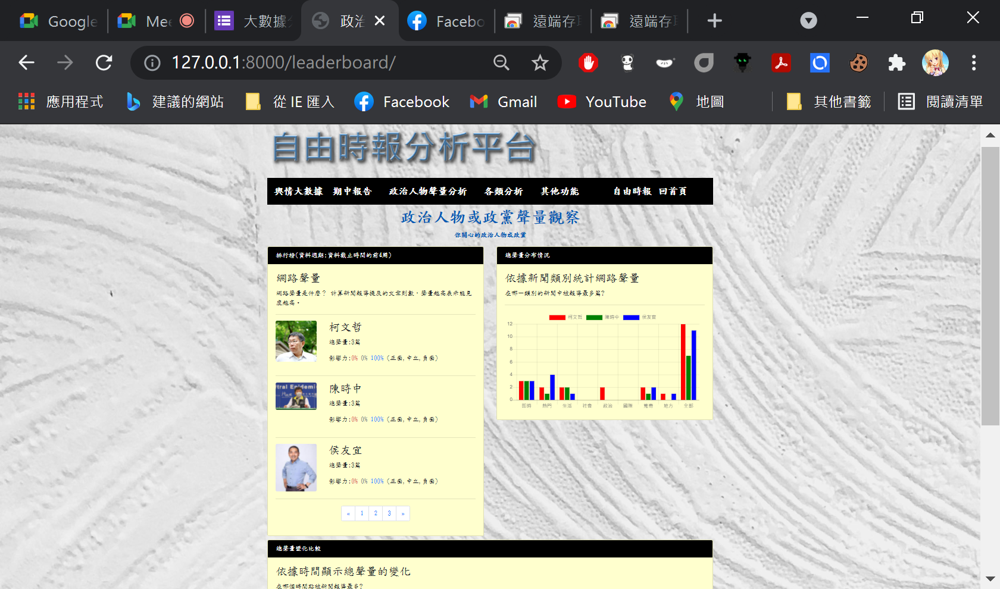 Google
Mee
大數據分
政治
Facebo
遠端存取
遠端存取
127.0.0.1:8000/leaderboard/
應用程式
建議的網站
從 IE 匯入
Facebook
Gmail
YouTube
地圖
其他書籤
閱讀清單
自由時報分析平台
輿情大數據 期中報告 政治人物聲量分析 各類分析 其他功能 自由時報 回首頁
政治人物或政黨聲量觀察
你關心的政治人物或政黨
排行榜(資料週期:資料截止時間的前4周)
網路聲量
網路聲量是什麼? 計算新聞報導提及的文章則數。聲量越高表示能見
度越高。
柯文哲
總聲量:3篇
影響力:0% 0% 100% (正面,中立,負面)
ntral Epidemi
陳時中
總聲量:3篇
影響力:0% 0% 100% (正面,中立,負面)
侯友宜
總聲量:3篇
影響力:0% 0% 100% (正面,中立,負面)
« 1 2 3 »
總聲量分布情況
依據新聞類別統計網路聲量
在哪一類別的新聞中被報導最多篇?
柯文哲 陳時中 侯友宜
12
10
8
6
4
2
0
即時 熱門 生活 社會 政治 國際 蒐奇 地方 全部
總聲量變化比較
依據時間顯示總聲量的變化
在哪個時間點被新聞報導最多?